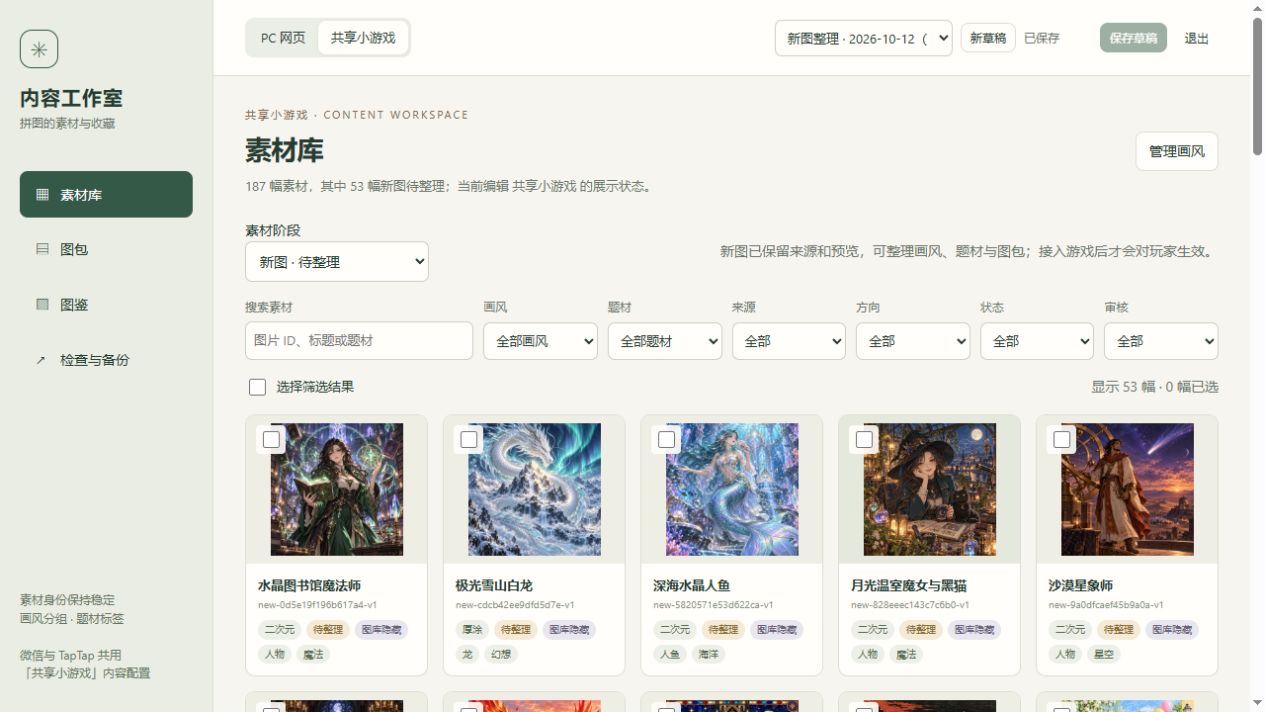 内容工作室
拼图的素材与收藏
素材库
图包
图鉴
检查与备份
素材身份保持稳定
画风分组 · 题材标签
微信与 TapTap 共用
「共享小游戏」内容配置
PC 网页 共享小游戏
新图整理 · 2026-10-12 ( 新草稿 已保存 保存草稿 退出
共享小游戏 · CONTENT WORKSPACE
素材库
管理画风
187 幅素材，其中 53 幅新图待整理；当前编辑 共享小游戏 的展示状态。
素材阶段
新图 · 待整理
新图已保留来源和预览，可整理画风、题材与图包；接入游戏后才会对玩家生效。
搜索素材 画风 题材 来源 方向 状态 审核
图片 ID、标题或题材 全部画风 全部题材 全部 全部 全部 全部
选择筛选结果 显示 53 幅 · 0 幅已选
水晶图书馆魔法师
new-0d5e19f196b617a4-v1
二次元 待整理 图库隐藏
人物 魔法
极光雪山白龙
new-cdcb42ee9dfd5d7e-v1
厚涂 待整理 图库隐藏
龙 幻想
深海水晶人鱼
new-5820571e53d622ca-v1
二次元 待整理 图库隐藏
人鱼 海洋
月光温室魔女与黑猫
new-828eeec143c7c6b0-v1
二次元 待整理 图库隐藏
人物 魔法
沙漠星象师
new-9a0dfcaef45b9a0a-v1
二次元 待整理 图库隐藏
人物 星空